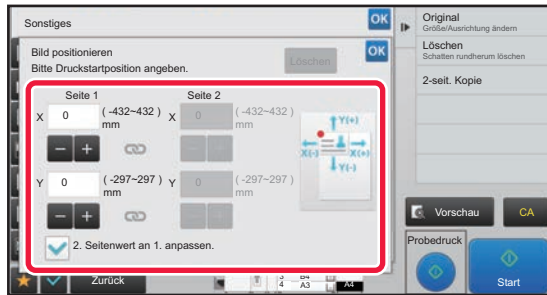 Sonstiges
OK
Bild positionieren
Bitte Druckstartposition angeben.
Löschen
OK
Seite 1
Seite 2
X 0 (-432~432) mm
X 0 (-432~432) mm
- +
- +
Y(+)
X(-) X(+)
Y(-)
Y 0 (-297~297) mm
Y 0 (-297~297) mm
- +
- +
2. Seitenwert an 1. anpassen.
Zurück
3 B4
4 A3
A4
Original
Größe/Ausrichtung ändern
Löschen
Schatten rundherum löschen
2-seit. Kopie
Vorschau
CA
Probedruck
Start